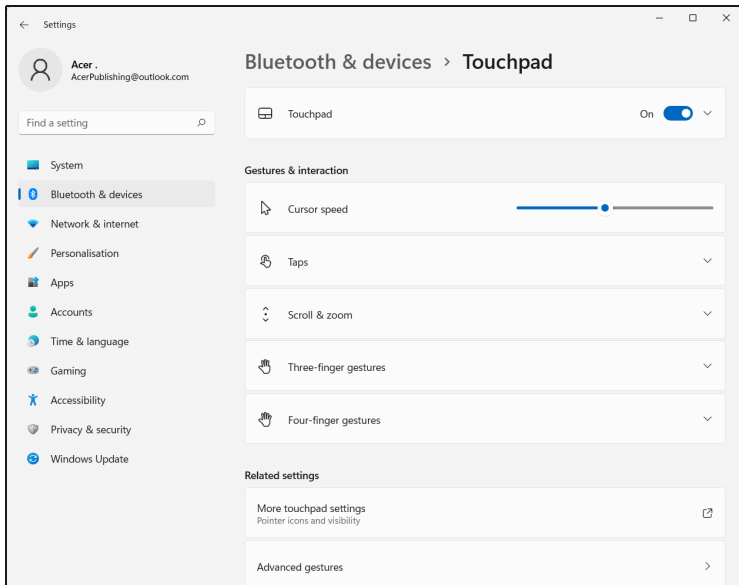 Settings
Acer .
AcerPublishing@outlook.com
Find a setting
System
Bluetooth & devices
Network & internet
Personalisation
Apps
Accounts
Time & language
Gaming
Accessibility
Privacy & security
Windows Update
Bluetooth & devices > Touchpad
Touchpad On
Gestures & interaction
Cursor speed
Taps
Scroll & zoom
Three-finger gestures
Four-finger gestures
Related settings
More touchpad settings
Pointer icons and visibility
Advanced gestures